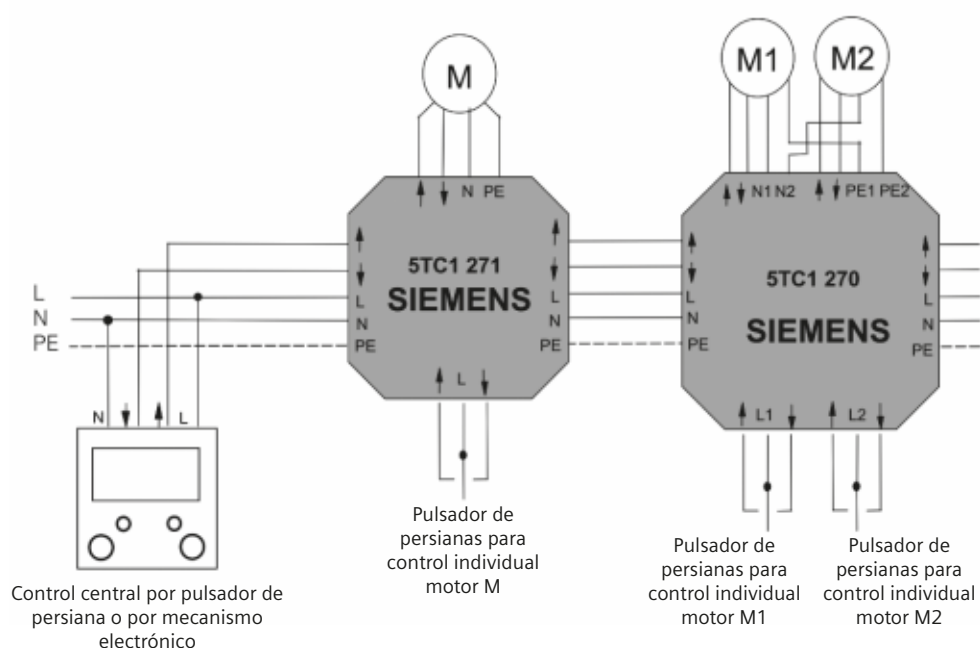 M
M1 M2
N PE
N1 N2 PE1 PE2
5TC1 271
SIEMENS
5TC1 270
SIEMENS
L
N
PE
L
N
PE
L
N
PE
L
N
PE
L
N
PE
N L
L
L1 L2
Control central por pulsador de
persiana o por mecanismo
electrónico
Pulsador de
persianas para
control individual
motor M
Pulsador de
persianas para
control individual
motor M1
Pulsador de
persianas para
control individual
motor M2